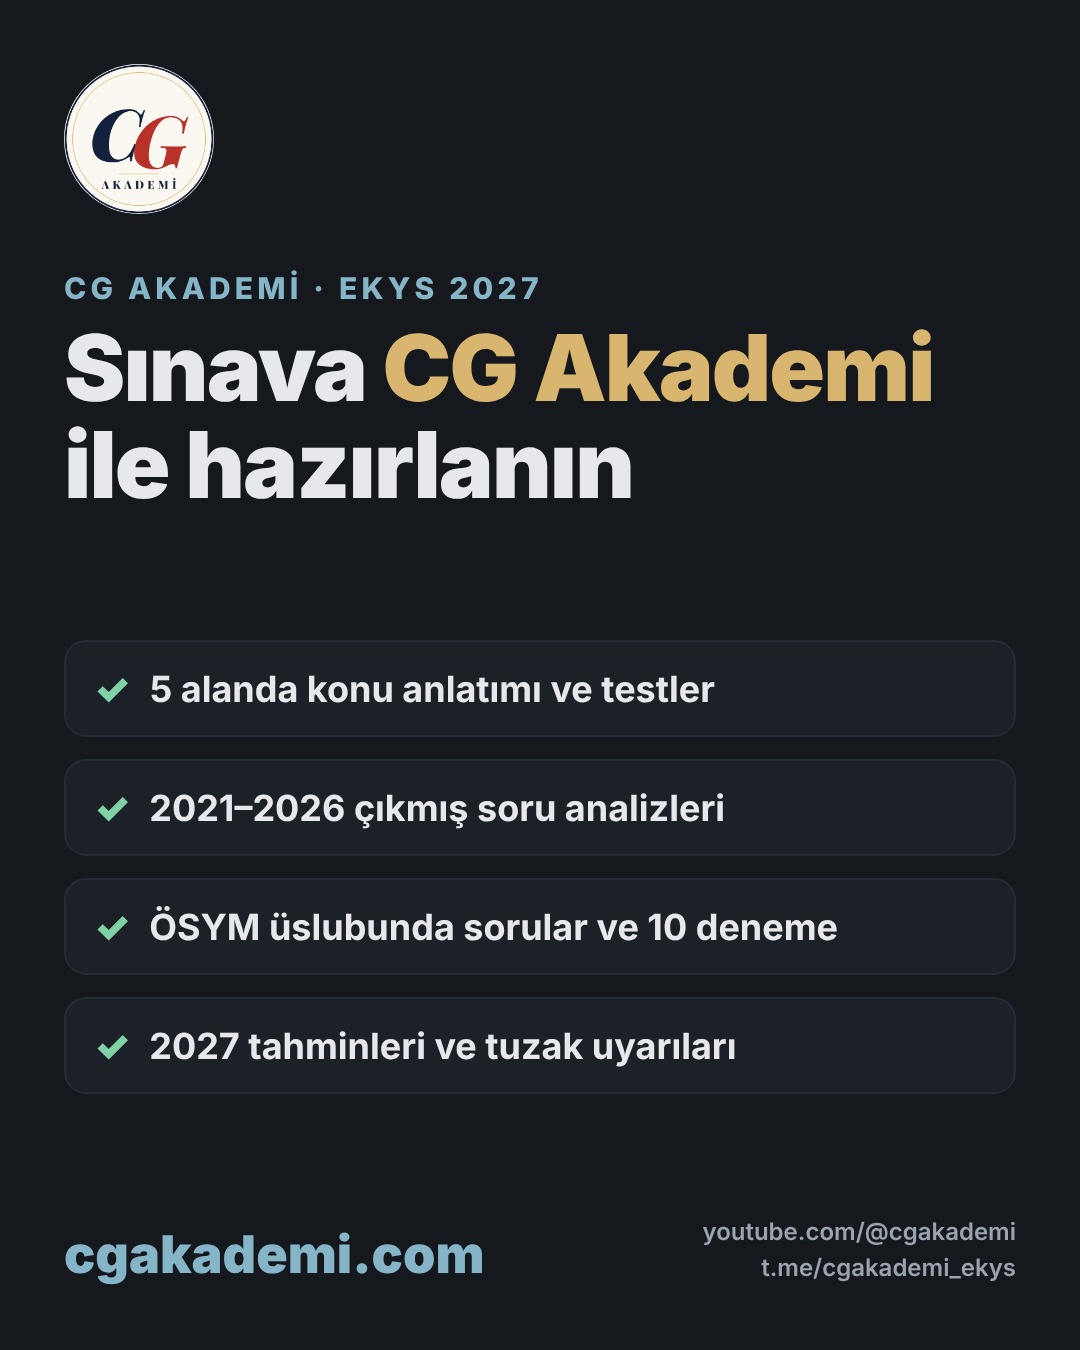 CG
AKADEMİ
CG AKADEMİ · EKYS 2027
Sınava CG Akademi
ile hazırlanın
5 alanda konu anlatımı ve testler
2021–2026 çıkmış soru analizleri
ÖSYM üslubunda sorular ve 10 deneme
2027 tahminleri ve tuzak uyarıları
cgakademi.com
youtube.com/@cgakademi
t.me/cgakademi_ekys